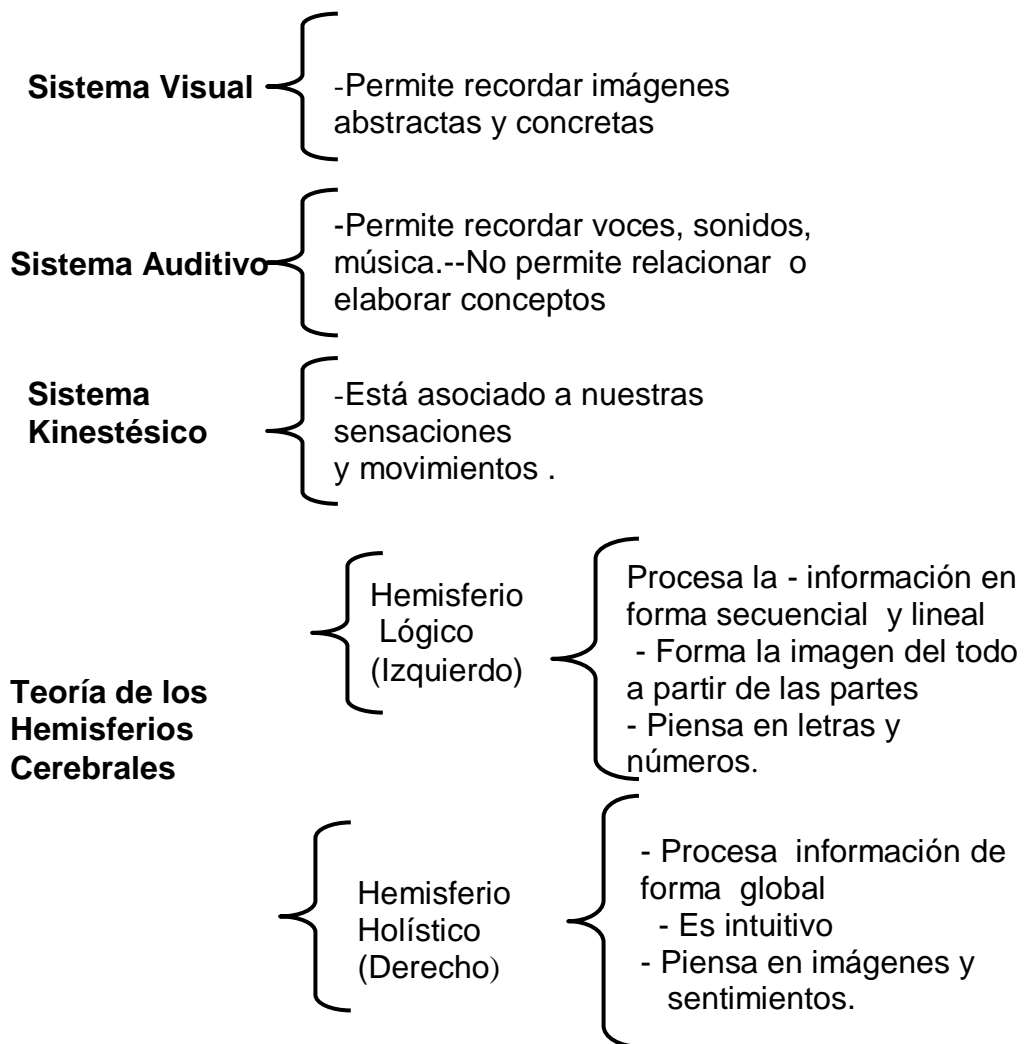 Sistema Visual
-Permite recordar imágenes
abstractas y concretas
Sistema Auditivo
-Permite recordar voces, sonidos,
música.--No permite relacionar o
elaborar conceptos
Sistema
Kinestésico
-Está asociado a nuestras
sensaciones
y movimientos .
Teoría de los
Hemisferios
Cerebrales
Hemisferio
Lógico
(Izquierdo)
Procesa la - información en
forma secuencial y lineal
- Forma la imagen del todo
a partir de las partes
- Piensa en letras y
números.
Hemisferio
Holístico
(Derecho)
- Procesa información de
forma global
- Es intuitivo
- Piensa en imágenes y
sentimientos.